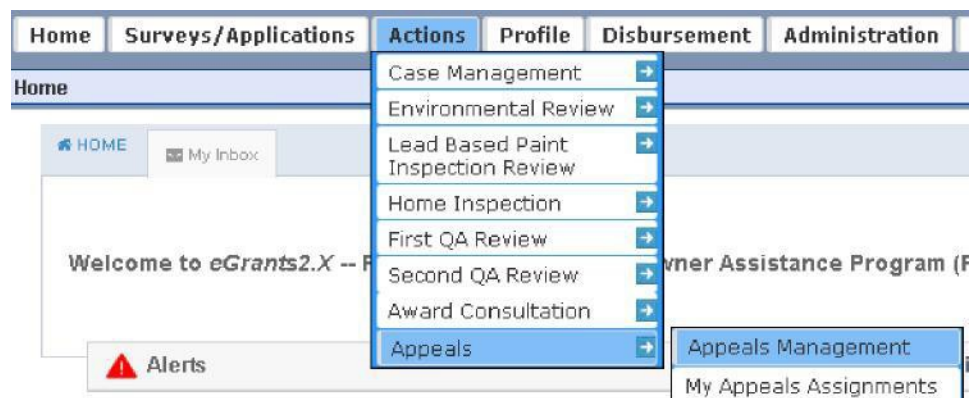 Home Surveys/Applications Actions Profile Disbursement Administration
Home
HOME My Inbox
Case Management
Environmental Review
Lead Based Paint
Inspection Review
Home Inspection
First QA Review
Second QA Review
Award Consultation
Appeals
Appeals Management
My Appeals Assignments
Welcome to eGrants2.X -- F wner Assistance Program (F
Alerts